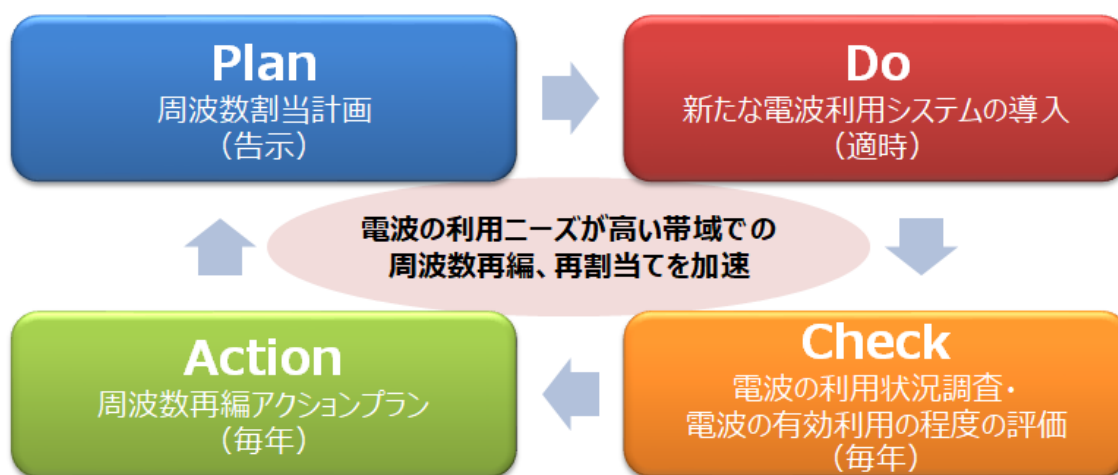 Plan
周波数割当計画
（告示）
Do
新たな電波利用システムの導入
（適時）
電波の利用ニーズが高い帯域での
周波数再編、再割当てを加速
Action
周波数再編アクションプラン
（毎年）
Check
電波の利用状況調査・
電波の有効利用の程度の評価
（毎年）